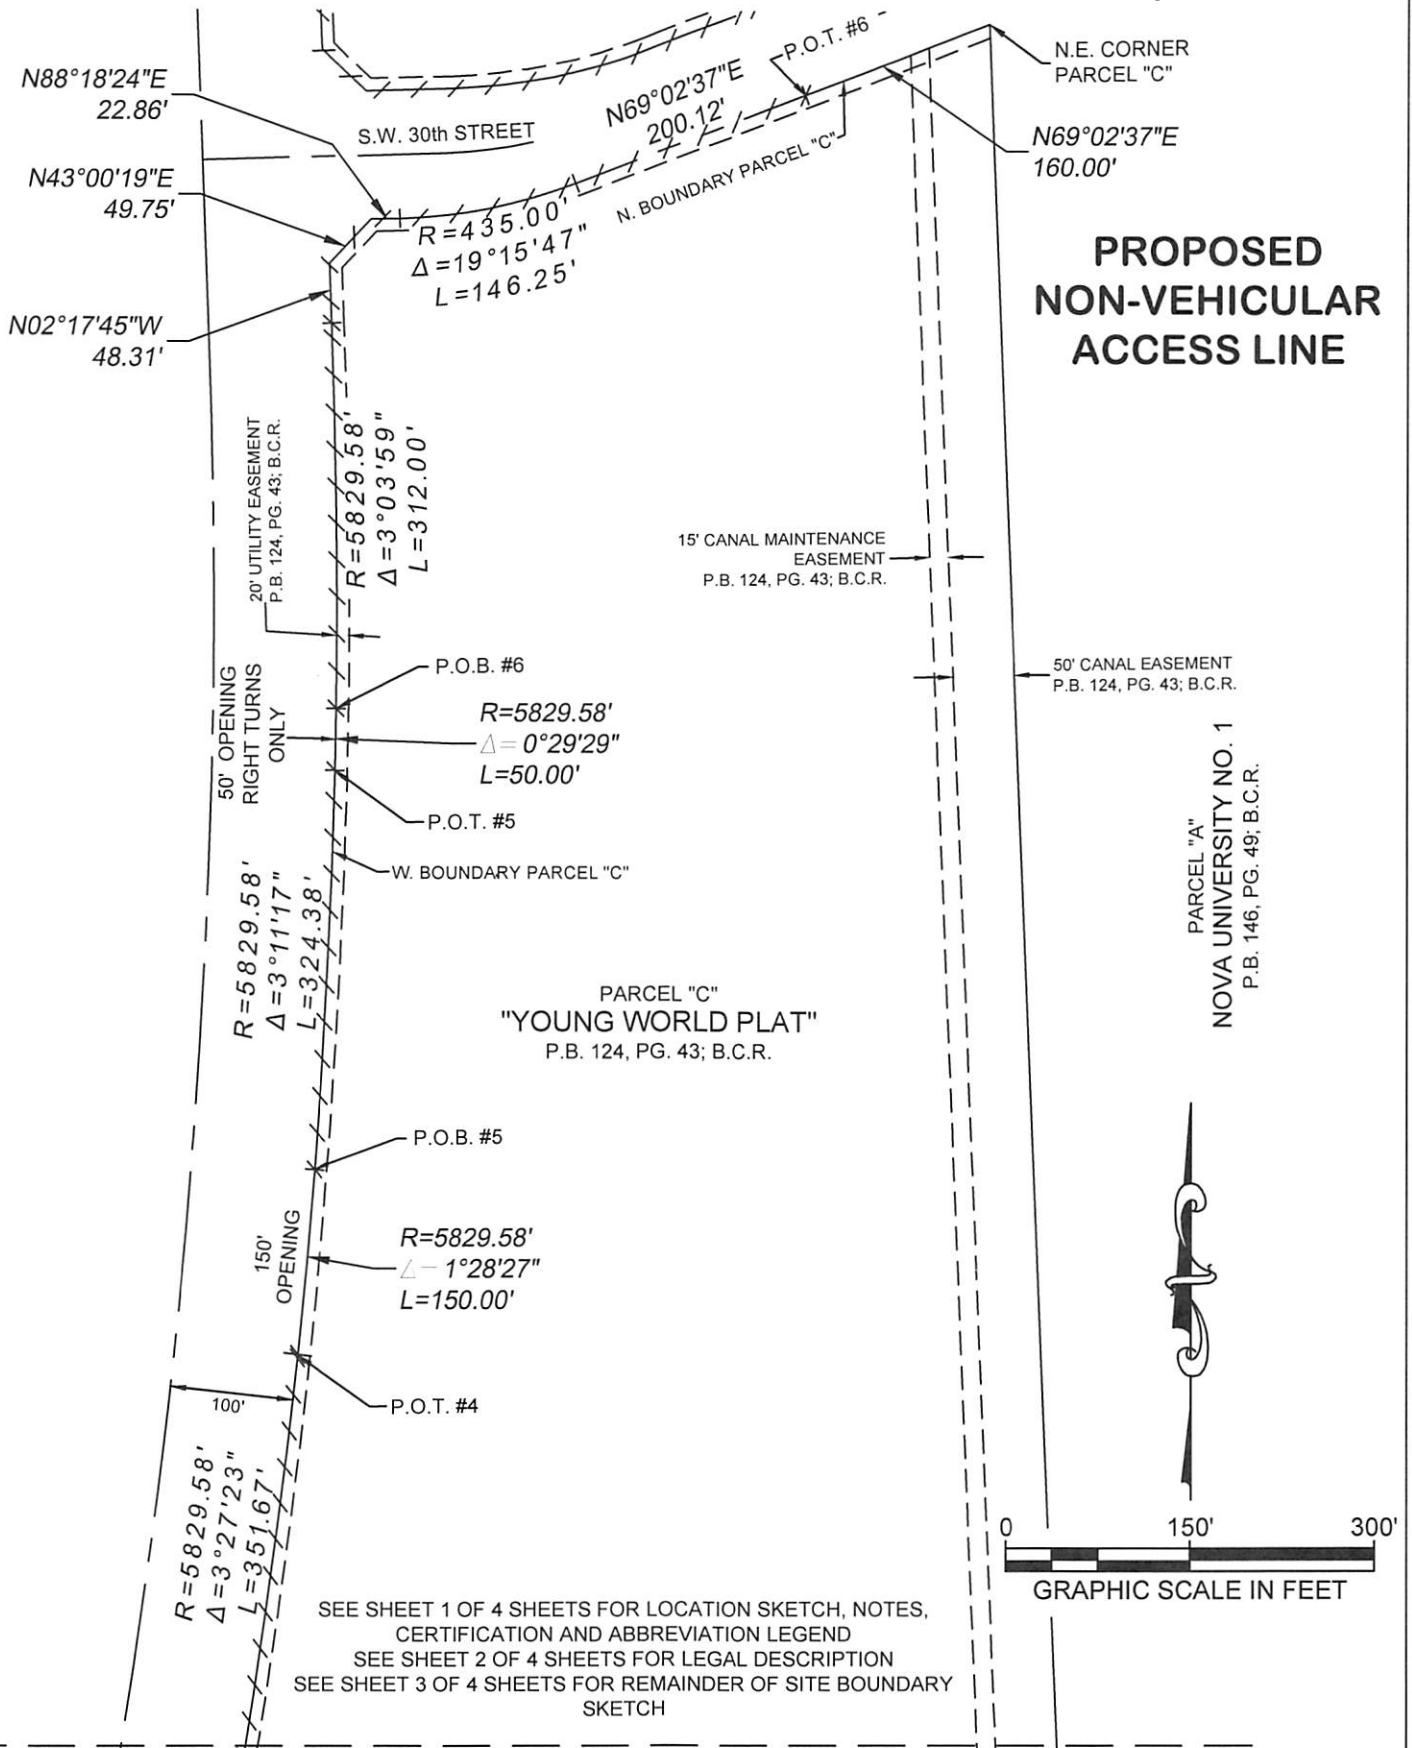 P.O.T. #6
N.E. CORNER
PARCEL "C"
N88°18'24"E
22.86'
N69°02'37"E
200.12'
S.W. 30th STREET
N69°02'37"E
160.00'
N43°00'19"E
49.75'
N. BOUNDARY PARCEL "C"
R=435.00'
Δ=19°15'47"
L=146.25'
PROPOSED
NON-VEHICULAR
ACCESS LINE
N02°17'45"W
48.31'
20' UTILITY EASEMENT
P.B. 124, PG. 43; B.C.R.
R=5829.58'
Δ=3°03'59"
L=312.00'
15' CANAL MAINTENANCE
EASEMENT
P.B. 124, PG. 43; B.C.R.
P.O.B. #6
50' CANAL EASEMENT
P.B. 124, PG. 43; B.C.R.
50' OPENING
RIGHT TURNS
ONLY
R=5829.58'
Δ= 0°29'29"
L=50.00'
P.O.T. #5
W. BOUNDARY PARCEL "C"
PARCEL "A"
NOVA UNIVERSITY NO. 1
P.B. 146, PG. 49; B.C.R.
R=5829.58'
Δ=3°11'17"
L=324.38'
PARCEL "C"
"YOUNG WORLD PLAT"
P.B. 124, PG. 43; B.C.R.
P.O.B. #5
150'
OPENING
R=5829.58'
Δ= 1°28'27"
L=150.00'
100'
P.O.T. #4
R=5829.58'
Δ=3°27'23"
L=351.67'
0 150' 300'
GRAPHIC SCALE IN FEET
SEE SHEET 1 OF 4 SHEETS FOR LOCATION SKETCH, NOTES,
CERTIFICATION AND ABBREVIATION LEGEND
SEE SHEET 2 OF 4 SHEETS FOR LEGAL DESCRIPTION
SEE SHEET 3 OF 4 SHEETS FOR REMAINDER OF SITE BOUNDARY
SKETCH